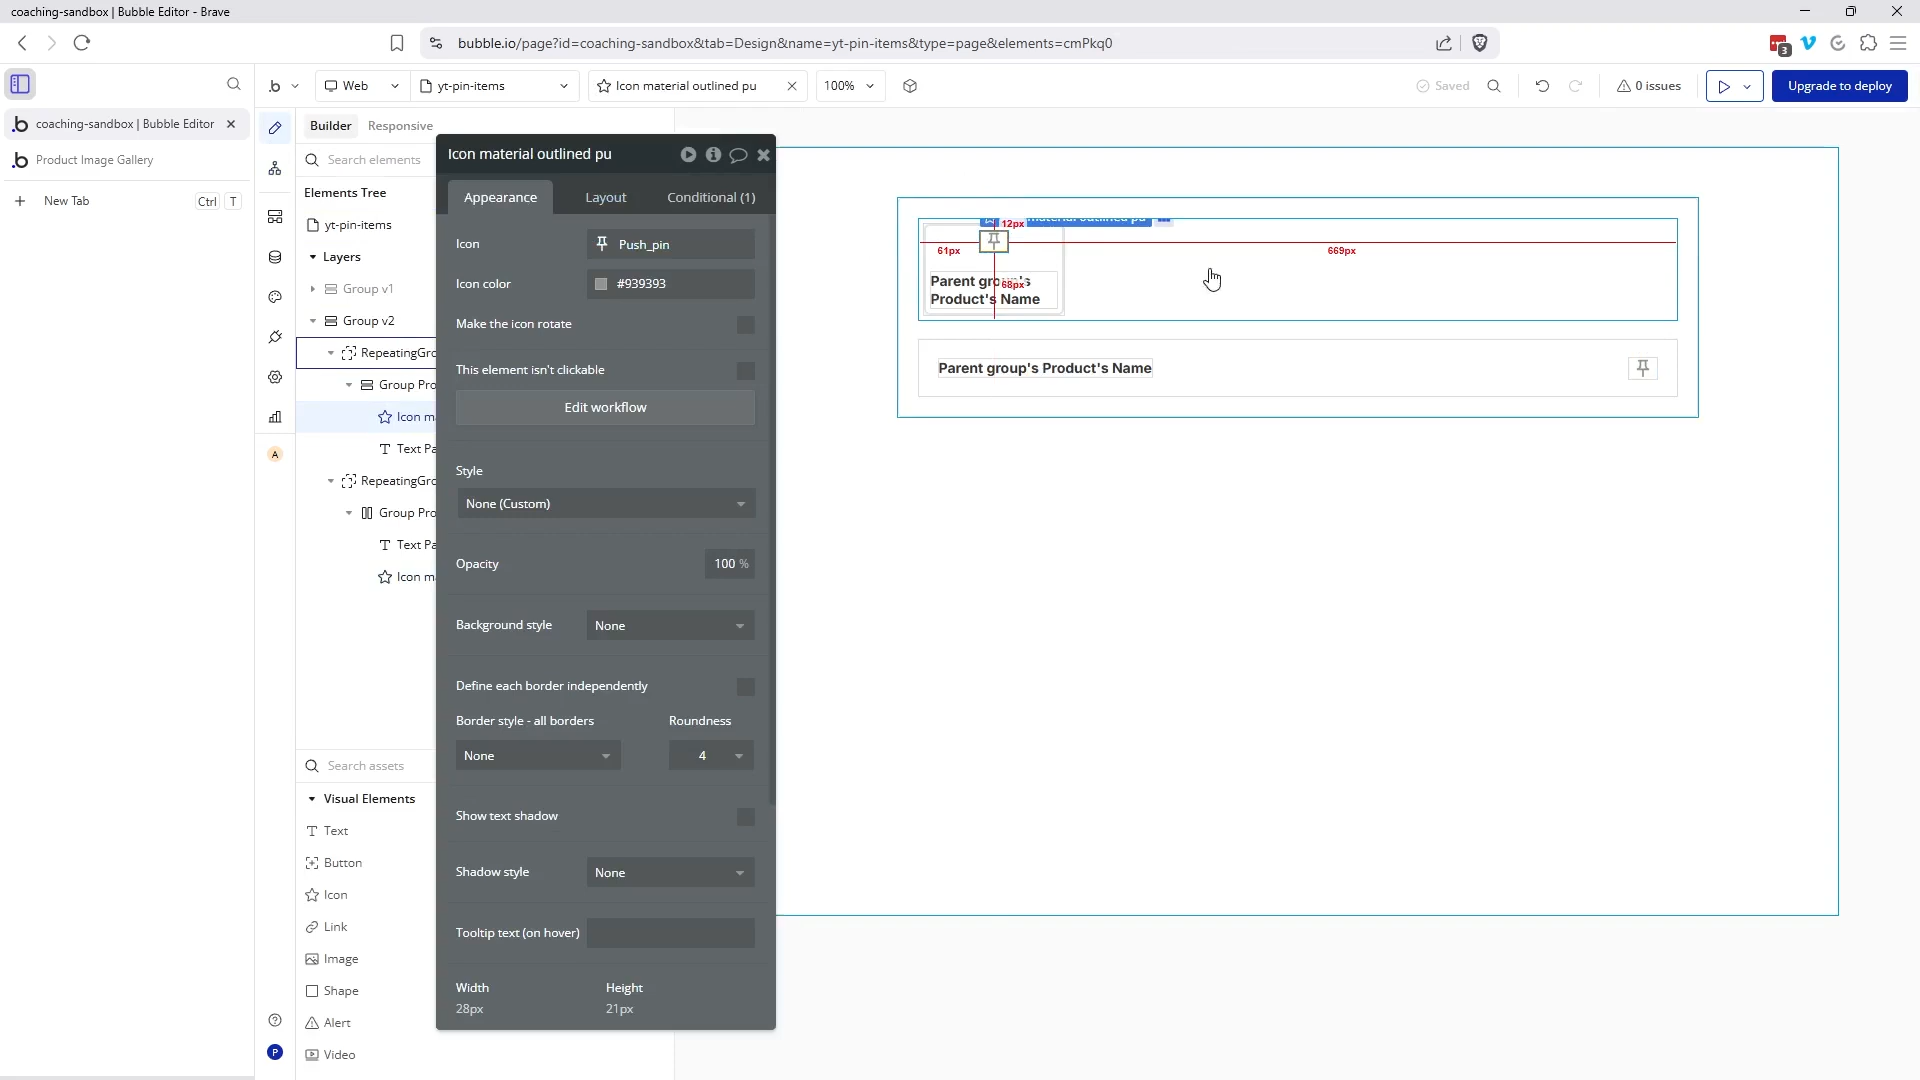 coaching-sandbox | Bubble Editor - Brave
bubble.io/page?id=coaching-sandbox&tab=Design&name=yt-pin-items&type=page&elements=cmPkq0
3
Web
yt-pin-items
Icon material outlined pu
100%
Saved
0 issues
Upgrade to deploy
coaching-sandbox | Bubble Editor
Product Image Gallery
New Tab
Ctrl
T
Builder
Responsive
Search elements
Elements Tree
yt-pin-items
Layers
Group v1
Group v2
RepeatingGro
Group Pro
Icon m
Text Pa
RepeatingGro
Group Pro
Text Pa
Icon m
A
P
Search assets
Visual Elements
Text
Button
Icon
Link
Image
Shape
Alert
Video
Icon material outlined pu
Appearance
Layout
Conditional (1)
Icon
Push_pin
Icon color
#939393
Make the icon rotate
This element isn't clickable
Edit workflow
Style
None (Custom)
Opacity
100 %
Background style
None
Define each border independently
Border style - all borders
Roundness
None
4
Show text shadow
Shadow style
None
Tooltip text (on hover)
Width
Height
28px
21px
material outlined pu
12px
61px
669px
68px
Parent group's
Product's Name
Parent group's Product's Name